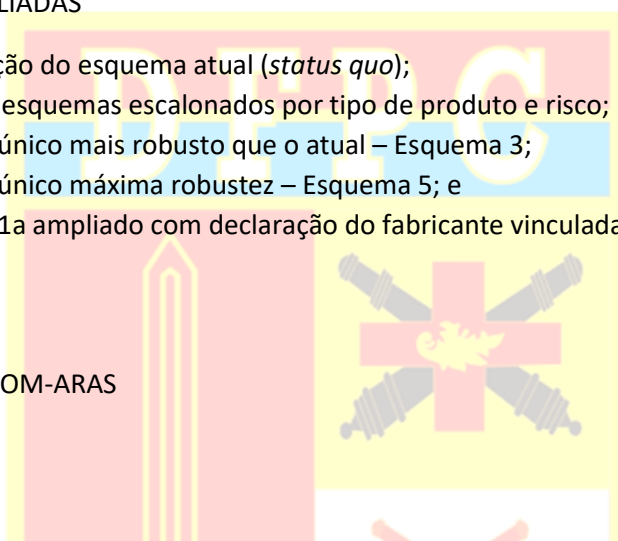 LIADAS
ção do esquema atual (status quo);
esquemas escalonados por tipo de produto e risco;
único mais robusto que o atual – Esquema 3;
único máxima robustez – Esquema 5; e
1a ampliado com declaração do fabricante vinculada
OM-ARAS
DFPC